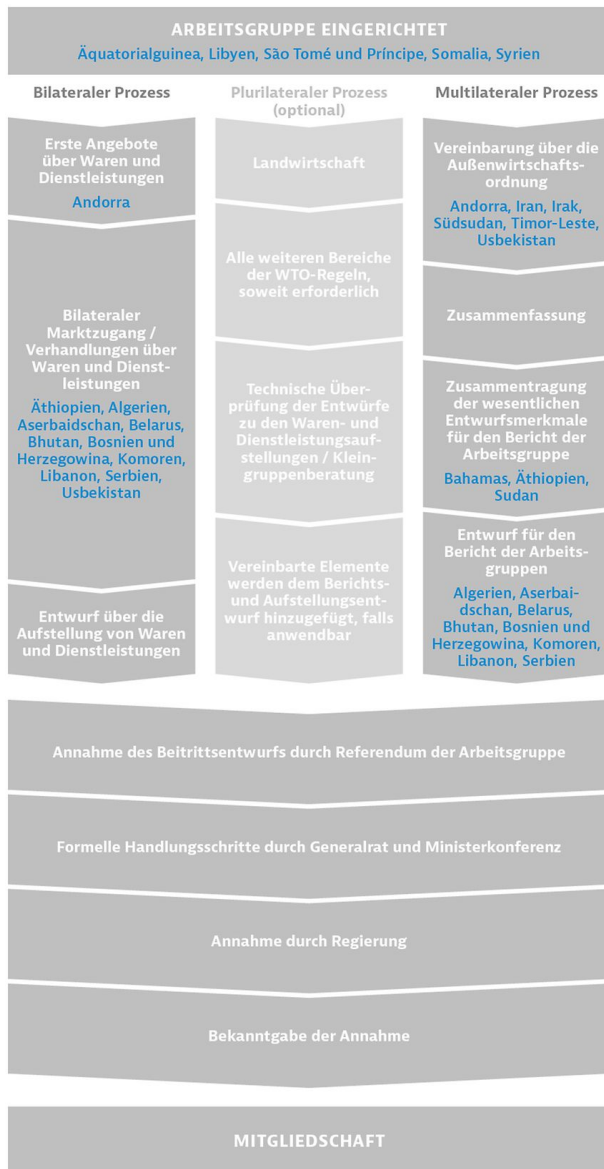 ARBEITSGRUPPE EINGERICHTET
Äquatorialguinea, Libyen, São Tomé und Príncipe, Somalia, Syrien
Bilateraler Prozess
Erste Angebote
über Waren und
Dienstleistungen
Andorra
Bilateraler
Marktzugang /
Verhandlungen über
Waren und Dienst-
leistungen
Äthiopien, Algerien,
Aserbaidschan, Belarus,
Bhutan, Bosnien und
Herzegowina, Komoren,
Libanon, Serbien,
Usbekistan
Entwurf über die
Aufstellung von Waren
und Dienstleistungen
Plurilateraler Prozess
(optional)
Landwirtschaft
Alle weiteren Bereiche
der WTO-Regeln,
soweit erforderlich
Technische Über-
prüfung der Entwürfe
zu den Waren- und
Dienstleistungsauf-
stellungen / Klein-
gruppenberatung
Vereinbarte Elemente
werden dem Berichts-
und Aufstellungsent-
wurf hinzugefügt, falls
anwendbar
Multilateraler Prozess
Vereinbarung über die
Außenwirtschafts-
ordnung
Andorra, Iran, Irak,
Südsudan, Timor-Leste,
Usbekistan
Zusammenfassung
Zusammentragung
der wesentlichen
Entwurfsmerkmale
für den Bericht der
Arbeitsgruppe
Bahamas, Äthiopien,
Sudan
Entwurf für den
Bericht der Arbeits-
gruppen
Algerien, Aserbai-
dschan, Belarus,
Bhutan, Bosnien und
Herzegowina, Komoren,
Libanon, Serbien
Annahme des Beitrittsentwurfs durch Referendum der Arbeitsgruppe
Formelle Handlungsschritte durch Generalrat und Ministerkonferenz
Annahme durch Regierung
Bekanntgabe der Annahme
MITGLIEDSCHAFT